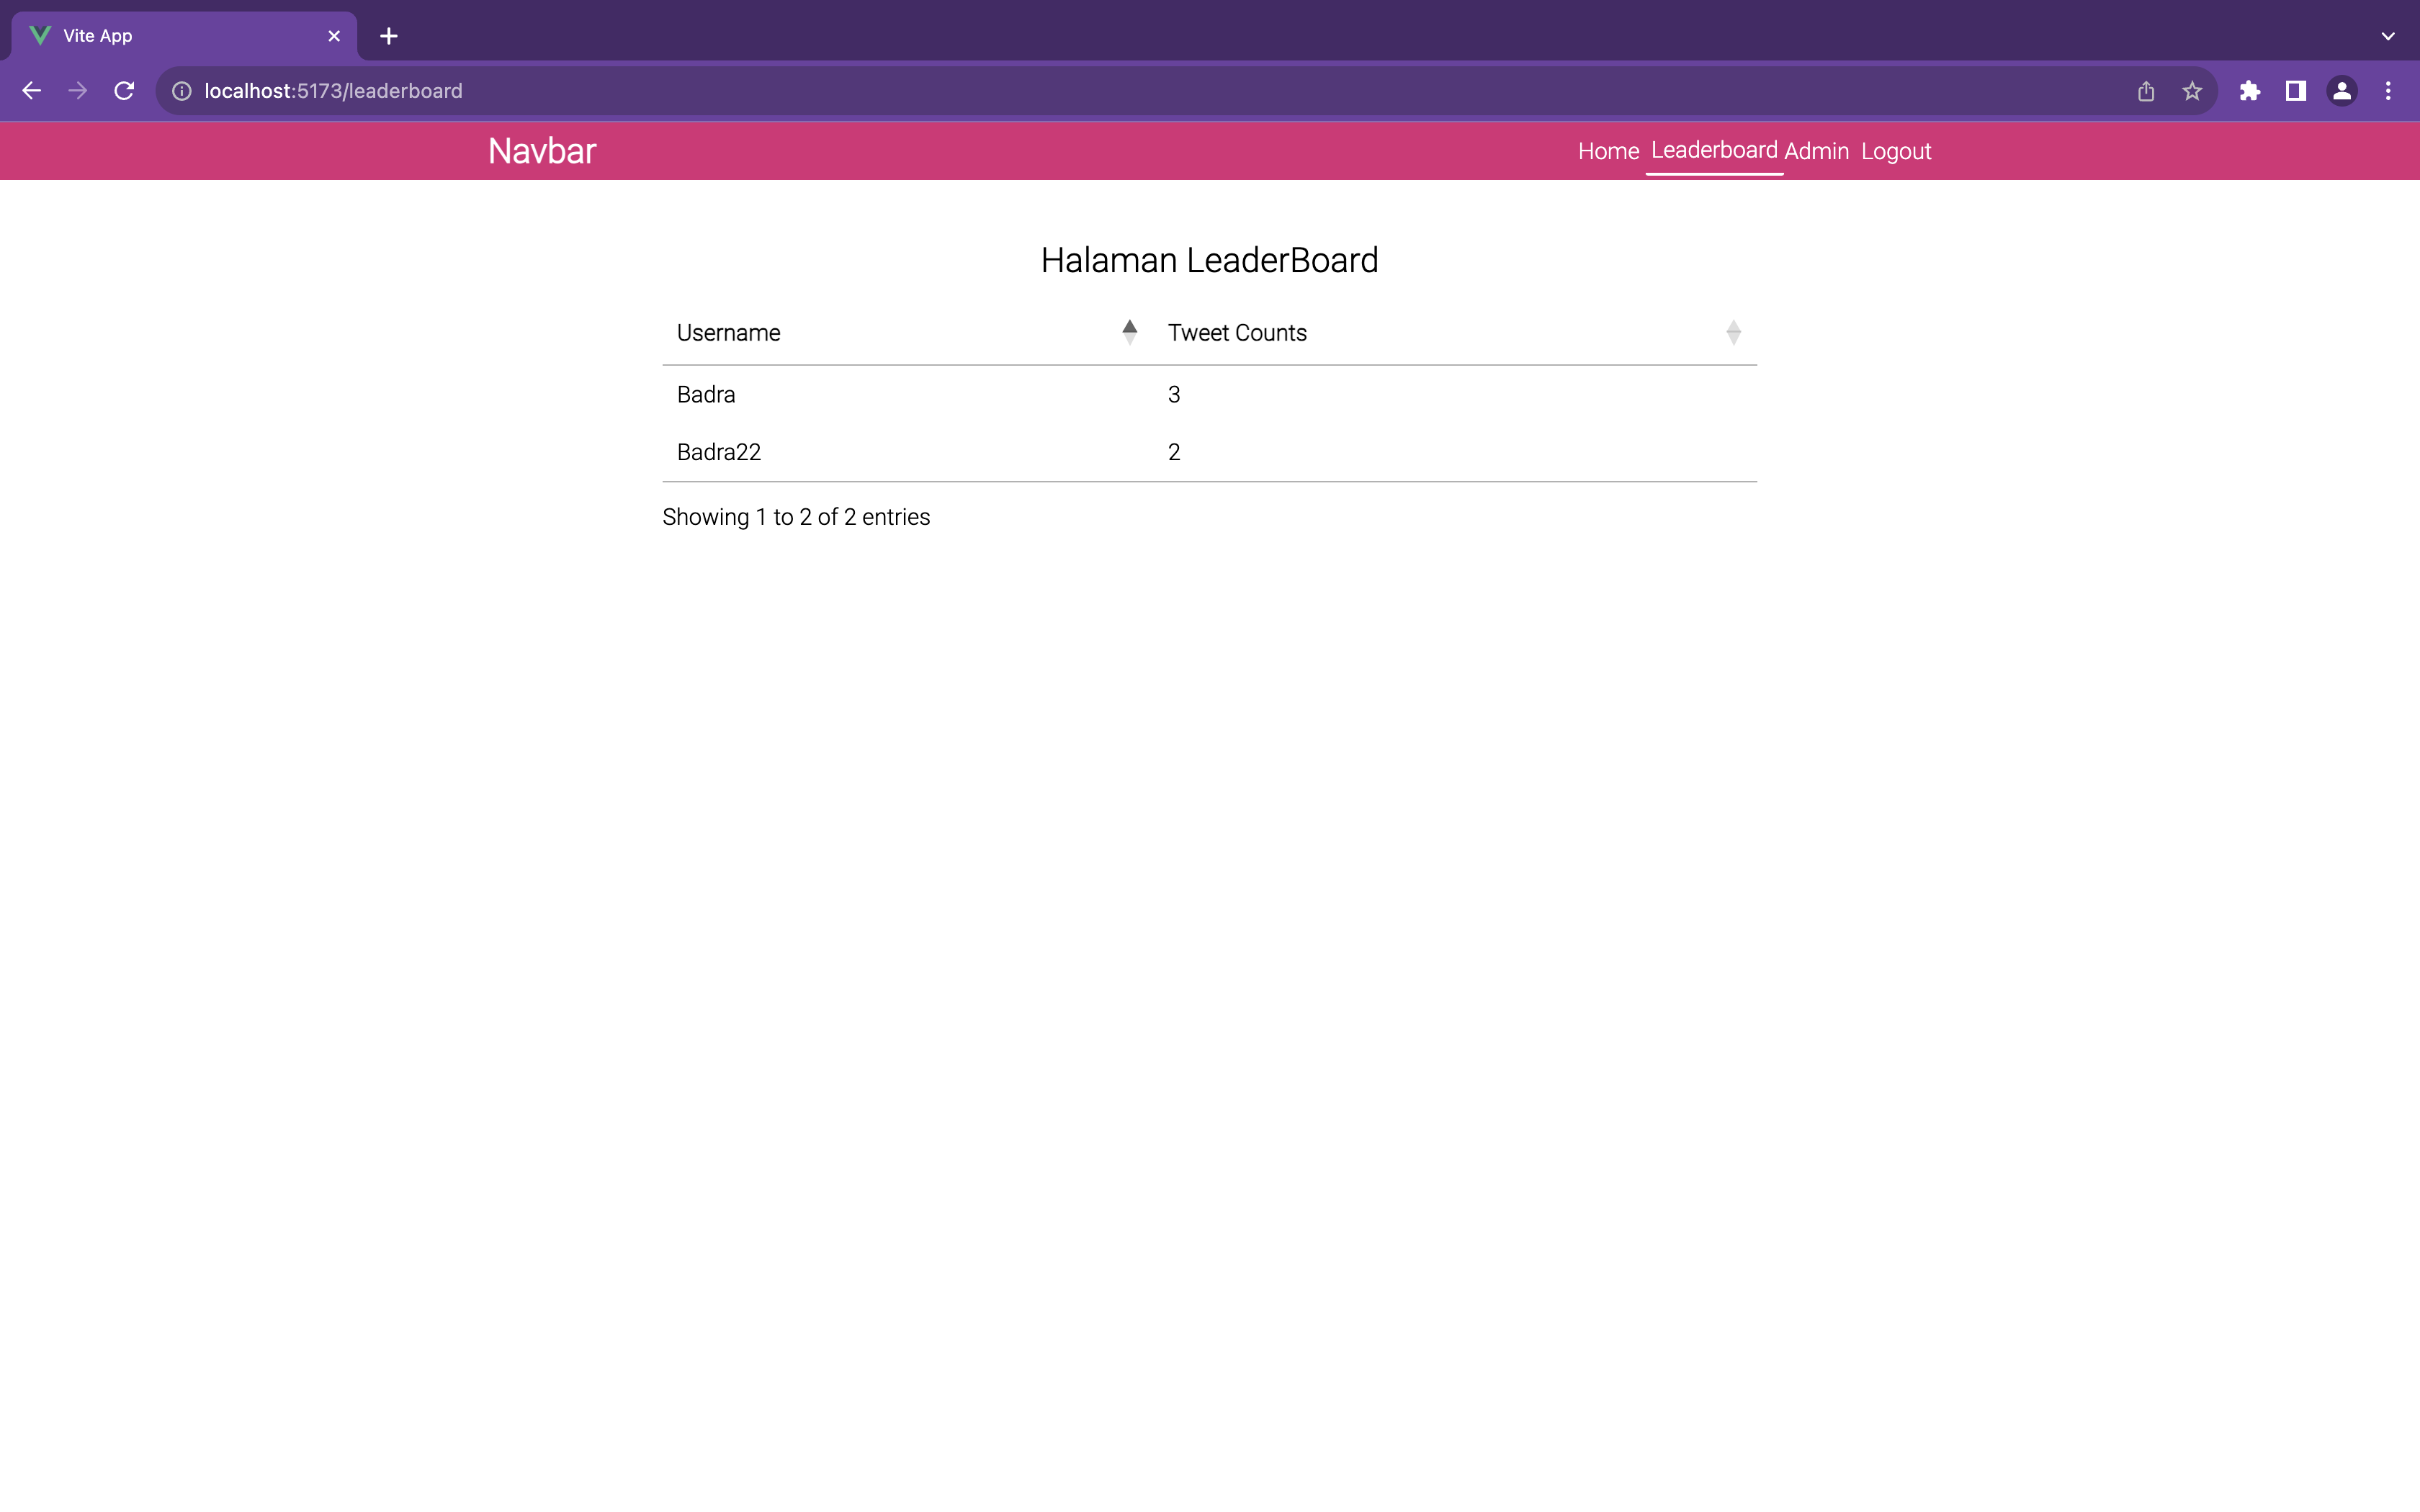 Vite App
localhost:5173/leaderboard
Navbar Home Leaderboard Admin Logout
Halaman LeaderBoard
Username Tweet Counts
Badra 3
Badra22 2
Showing 1 to 2 of 2 entries